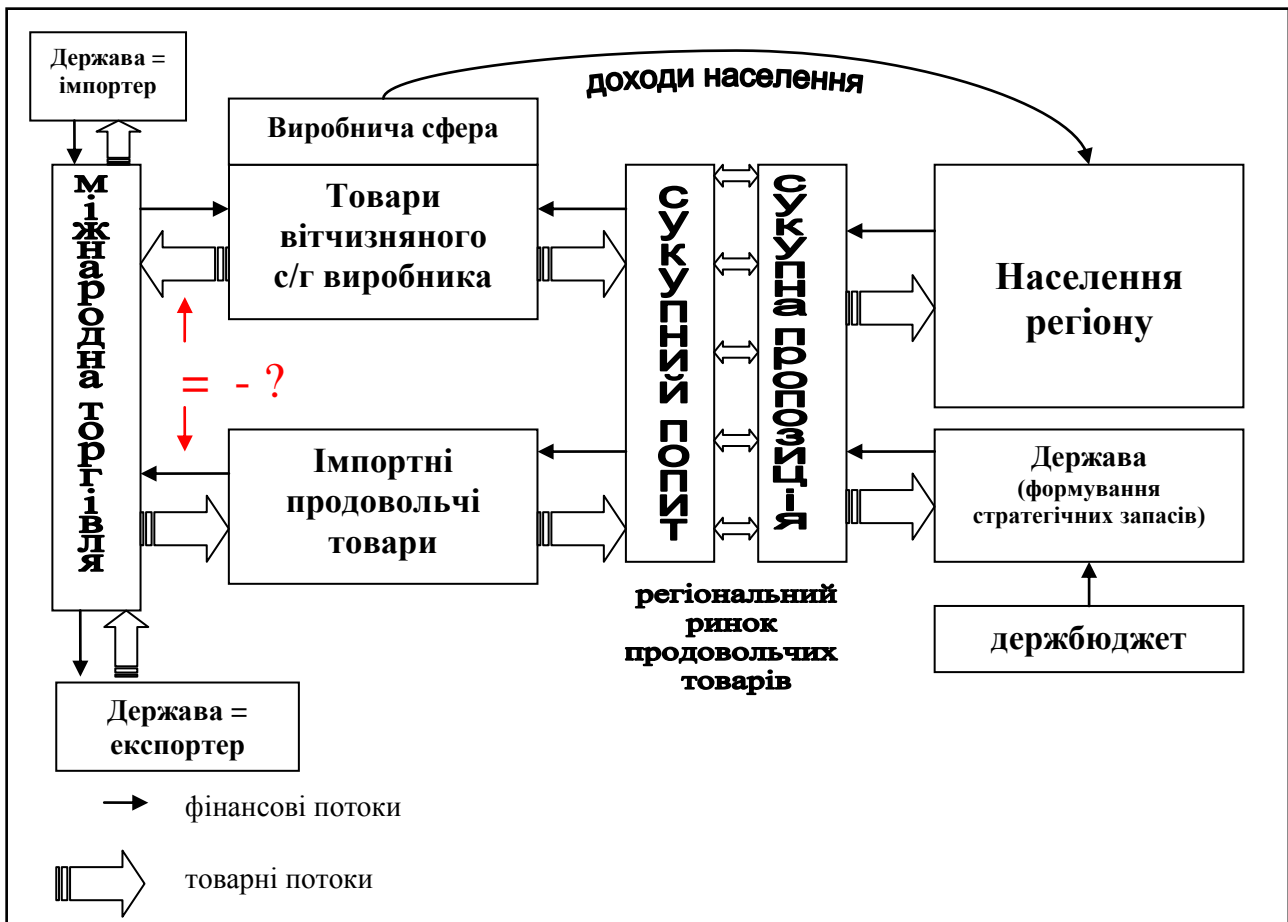 Держава =
імпортер
доходи населення
Виробнича сфера
Товари
вітчизняного
с/г виробника
міжнародна торгівля
= - ?
Імпортні
продовольчі
товари
сукупний попит
сукупна пропозиція
Населення
регіону
Держава
(формування
стратегічних запасів)
держбюджет
регіональний
ринок
продовольчих
товарів
Держава =
експортер
фінансові потоки
товарні потоки